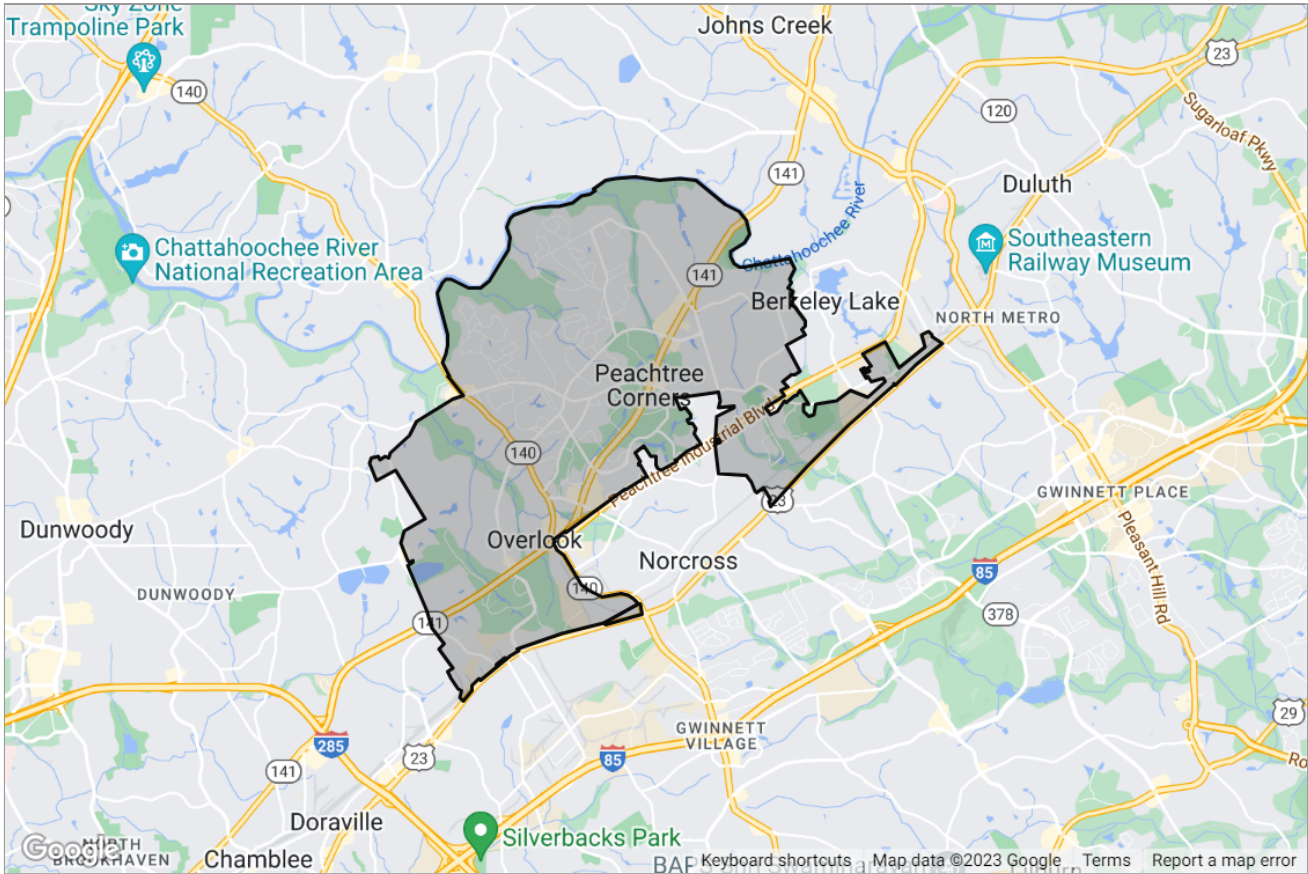 Sky Zone
Trampoline Park
Johns Creek
23
140
120
Sugarloaf Pkwy
141
Duluth
Chattahoochee River
Chattahoochee River
National Recreation Area
Southeastern
Railway Museum
141
Chattahoochee River
Berkeley Lake
NORTH METRO
Peachtree
Corners
Peachtree Industrial Blvd
140
GWINNETT PLACE
23
Dunwoody
Overlook
Norcross
Pleasant Hill Rd
85
DUNWOODY
140
141
378
GWINNETT
VILLAGE
29
285
23
85
141
Rd
Doraville
Silverbacks Park
Google
NORTH
BROOKHAVEN
Chamblee
Keyboard shortcuts
Map data ©2023 Google
Terms
Report a map error